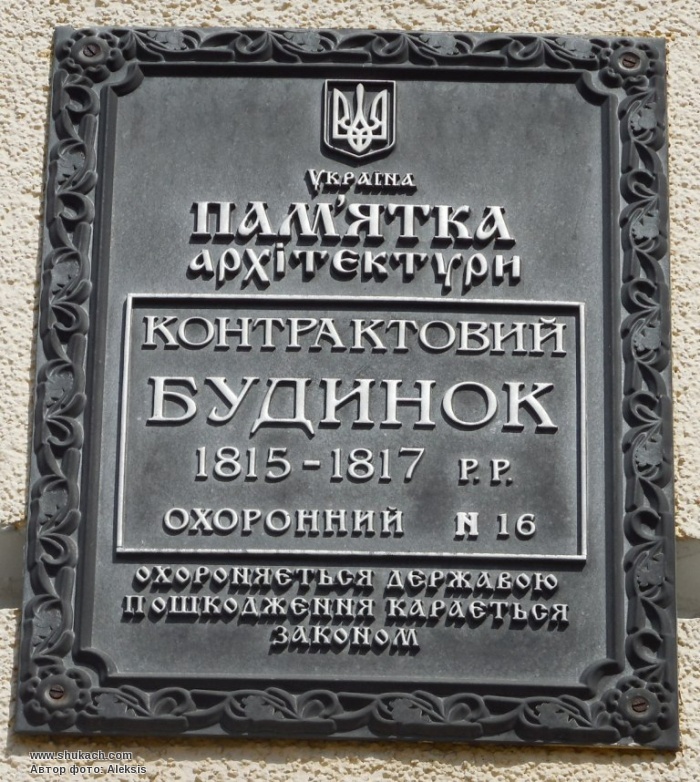 УКРАЇНА
ПАМ'ЯТКА
АРХІТЕКТУРИ
КОНТРАКТОВИЙ
БУДИНОК
1815-1817 Р.Р.
ОХОРОННИЙ N 16
ОХОРОНЯЄТЬСЯ ДЕРЖАВОЮ
ПОШКОДЖЕННЯ КАРАЄТЬСЯ
ЗАКОНОМ
www.shukach.com
Автор фото: Aleksis